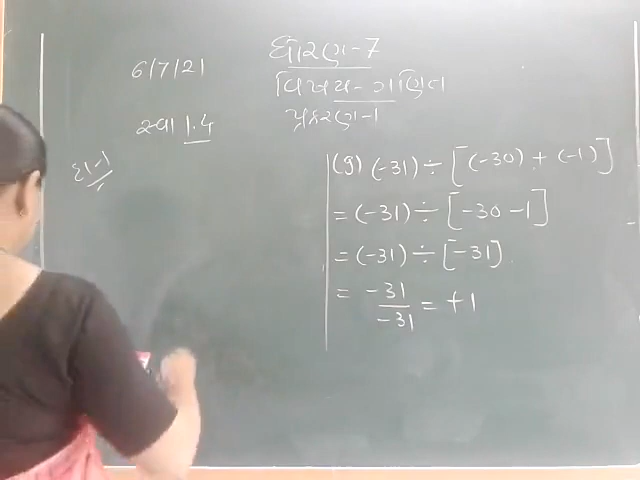 6/7/21
ધોરણ-7
વિષય-ગણિત
સ્વા 1.4
પ્રકરણ-1
દા-1
(g) (-31) ÷ [(-30) + (-1)]
= (-31) ÷ [-30 -1]
= (-31) ÷ [-31]
= -31/-31 = +1